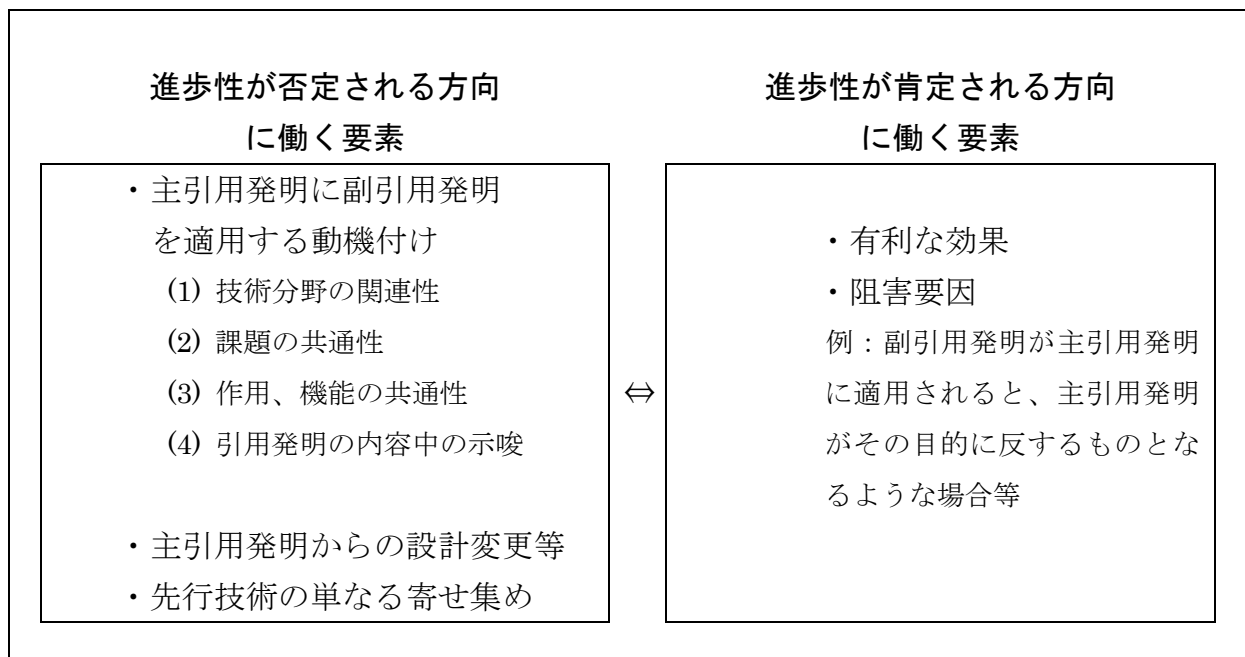 進歩性が否定される方向
に働く要素
・主引用発明に副引用発明
を適用する動機付け
(1) 技術分野の関連性
(2) 課題の共通性
(3) 作用、機能の共通性
(4) 引用発明の内容中の示唆
・主引用発明からの設計変更等
・先行技術の単なる寄せ集め
⇔
進歩性が肯定される方向
に働く要素
・有利な効果
・阻害要因
例：副引用発明が主引用発明
に適用されると、主引用発明
がその目的に反するものとな
るような場合等